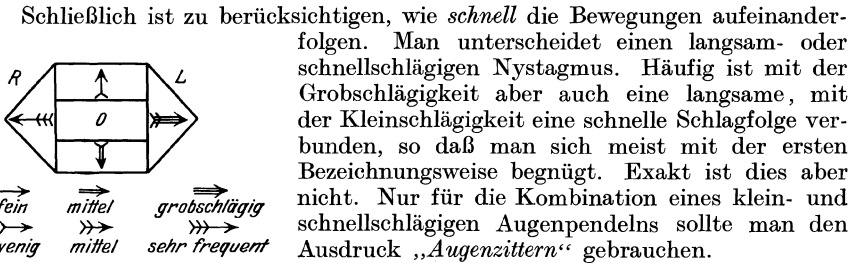 Schließlich ist zu berücksichtigen, wie schnell die Bewegungen aufeinander-
folgen. Man unterscheidet einen langsam- oder
schnellschlägigen Nystagmus. Häufig ist mit der
Grobschlägigkeit aber auch eine langsame, mit
der Kleinschlägigkeit eine schnelle Schlagfolge ver-
bunden, so daß man sich meist mit der ersten
Bezeichnungsweise begnügt. Exakt ist dies aber
nicht. Nur für die Kombination eines klein- und
schnellschlägigen Augenpendelns sollte man den
Ausdruck „Augenzittern“ gebrauchen.
R L
0
fein mittel grobschlägig
wenig mittel sehr frequent